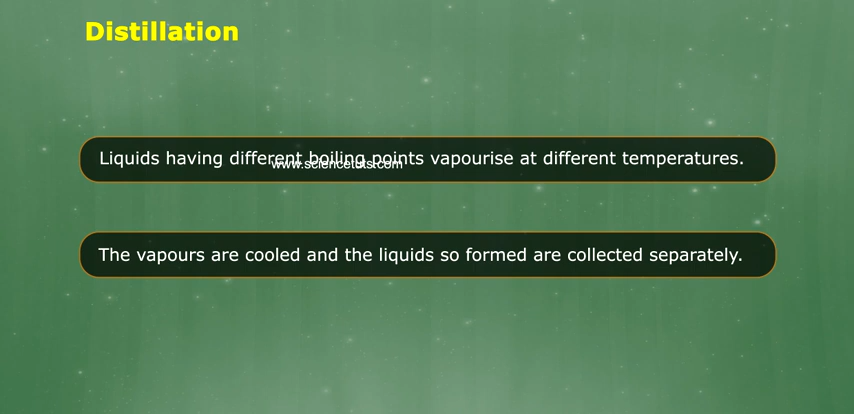 Distillation
Liquids having different boiling points vapourise at different temperatures.
www.sciencetuts.com
The vapours are cooled and the liquids so formed are collected separately.